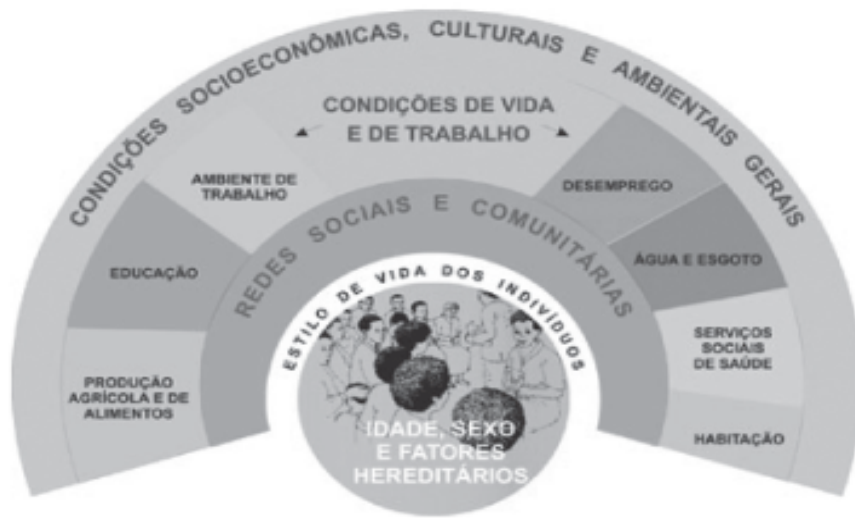 CONDIÇÕES SOCIOECONÔMICAS, CULTURAIS E AMBIENTAIS GERAIS
CONDIÇÕES DE VIDA
E DE TRABALHO
AMBIENTE DE
TRABALHO
DESEMPREGO
EDUCAÇÃO
ÁGUA E ESGOTO
PRODUÇÃO
AGRÍCOLA E DE
ALIMENTOS
SERVIÇOS
SOCIAIS
DE SAÚDE
HABITAÇÃO
REDES SOCIAIS E COMUNITÁRIAS
ESTILO DE VIDA DOS INDIVÍDUOS
IDADE, SEXO
E FATORES
HEREDITÁRIOS